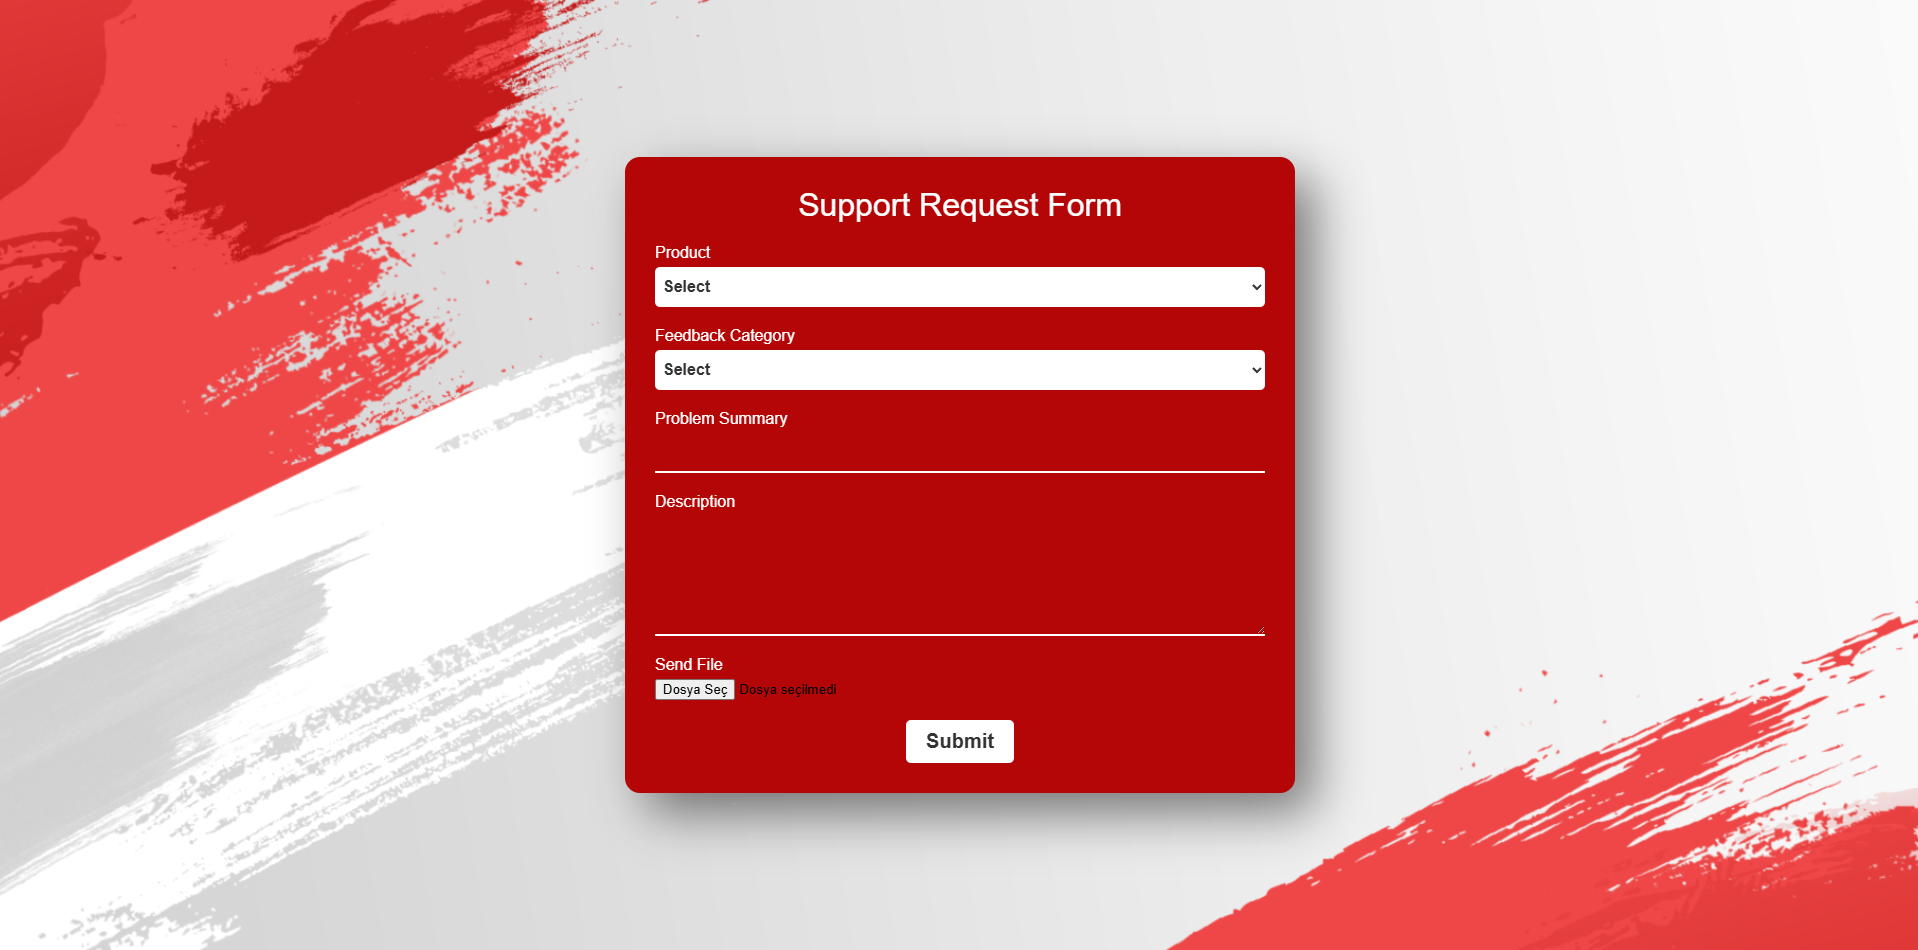 Support Request Form
Product
Select
Feedback Category
Select
Problem Summary
Description
Send File
Dosya Seç Dosya seçilmedi
Submit